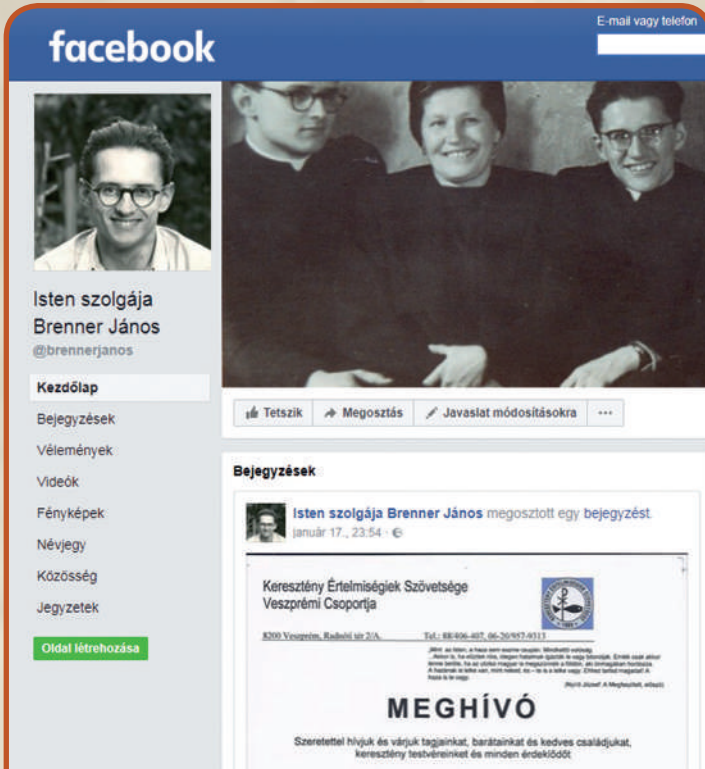 facebook
E-mail vagy telefon
Isten szolgája
Brenner János
@brennerjanos
Kezdőlap
Bejegyzések
Vélemények
Videók
Fényképek
Névjegy
Közösség
Jegyzetek
Oldal létrehozása
Tetszik
Megosztás
Javaslat módosításokra
Bejegyzések
Isten szolgája Brenner János megosztott egy bejegyzést.
január 17., 23:54
Keresztény Értelmiségiek Szövetsége
Veszprémi Csoportja
8200 Veszprém, Radnóti tér 2/A. Tel.: 88/406-407, 06-20/957-9313
MEGHÍVÓ
Szeretettel hívjuk és várjuk tagjainkat, barátainkat és kedves családjukat,
keresztény testvéreinket és minden érdeklődőt